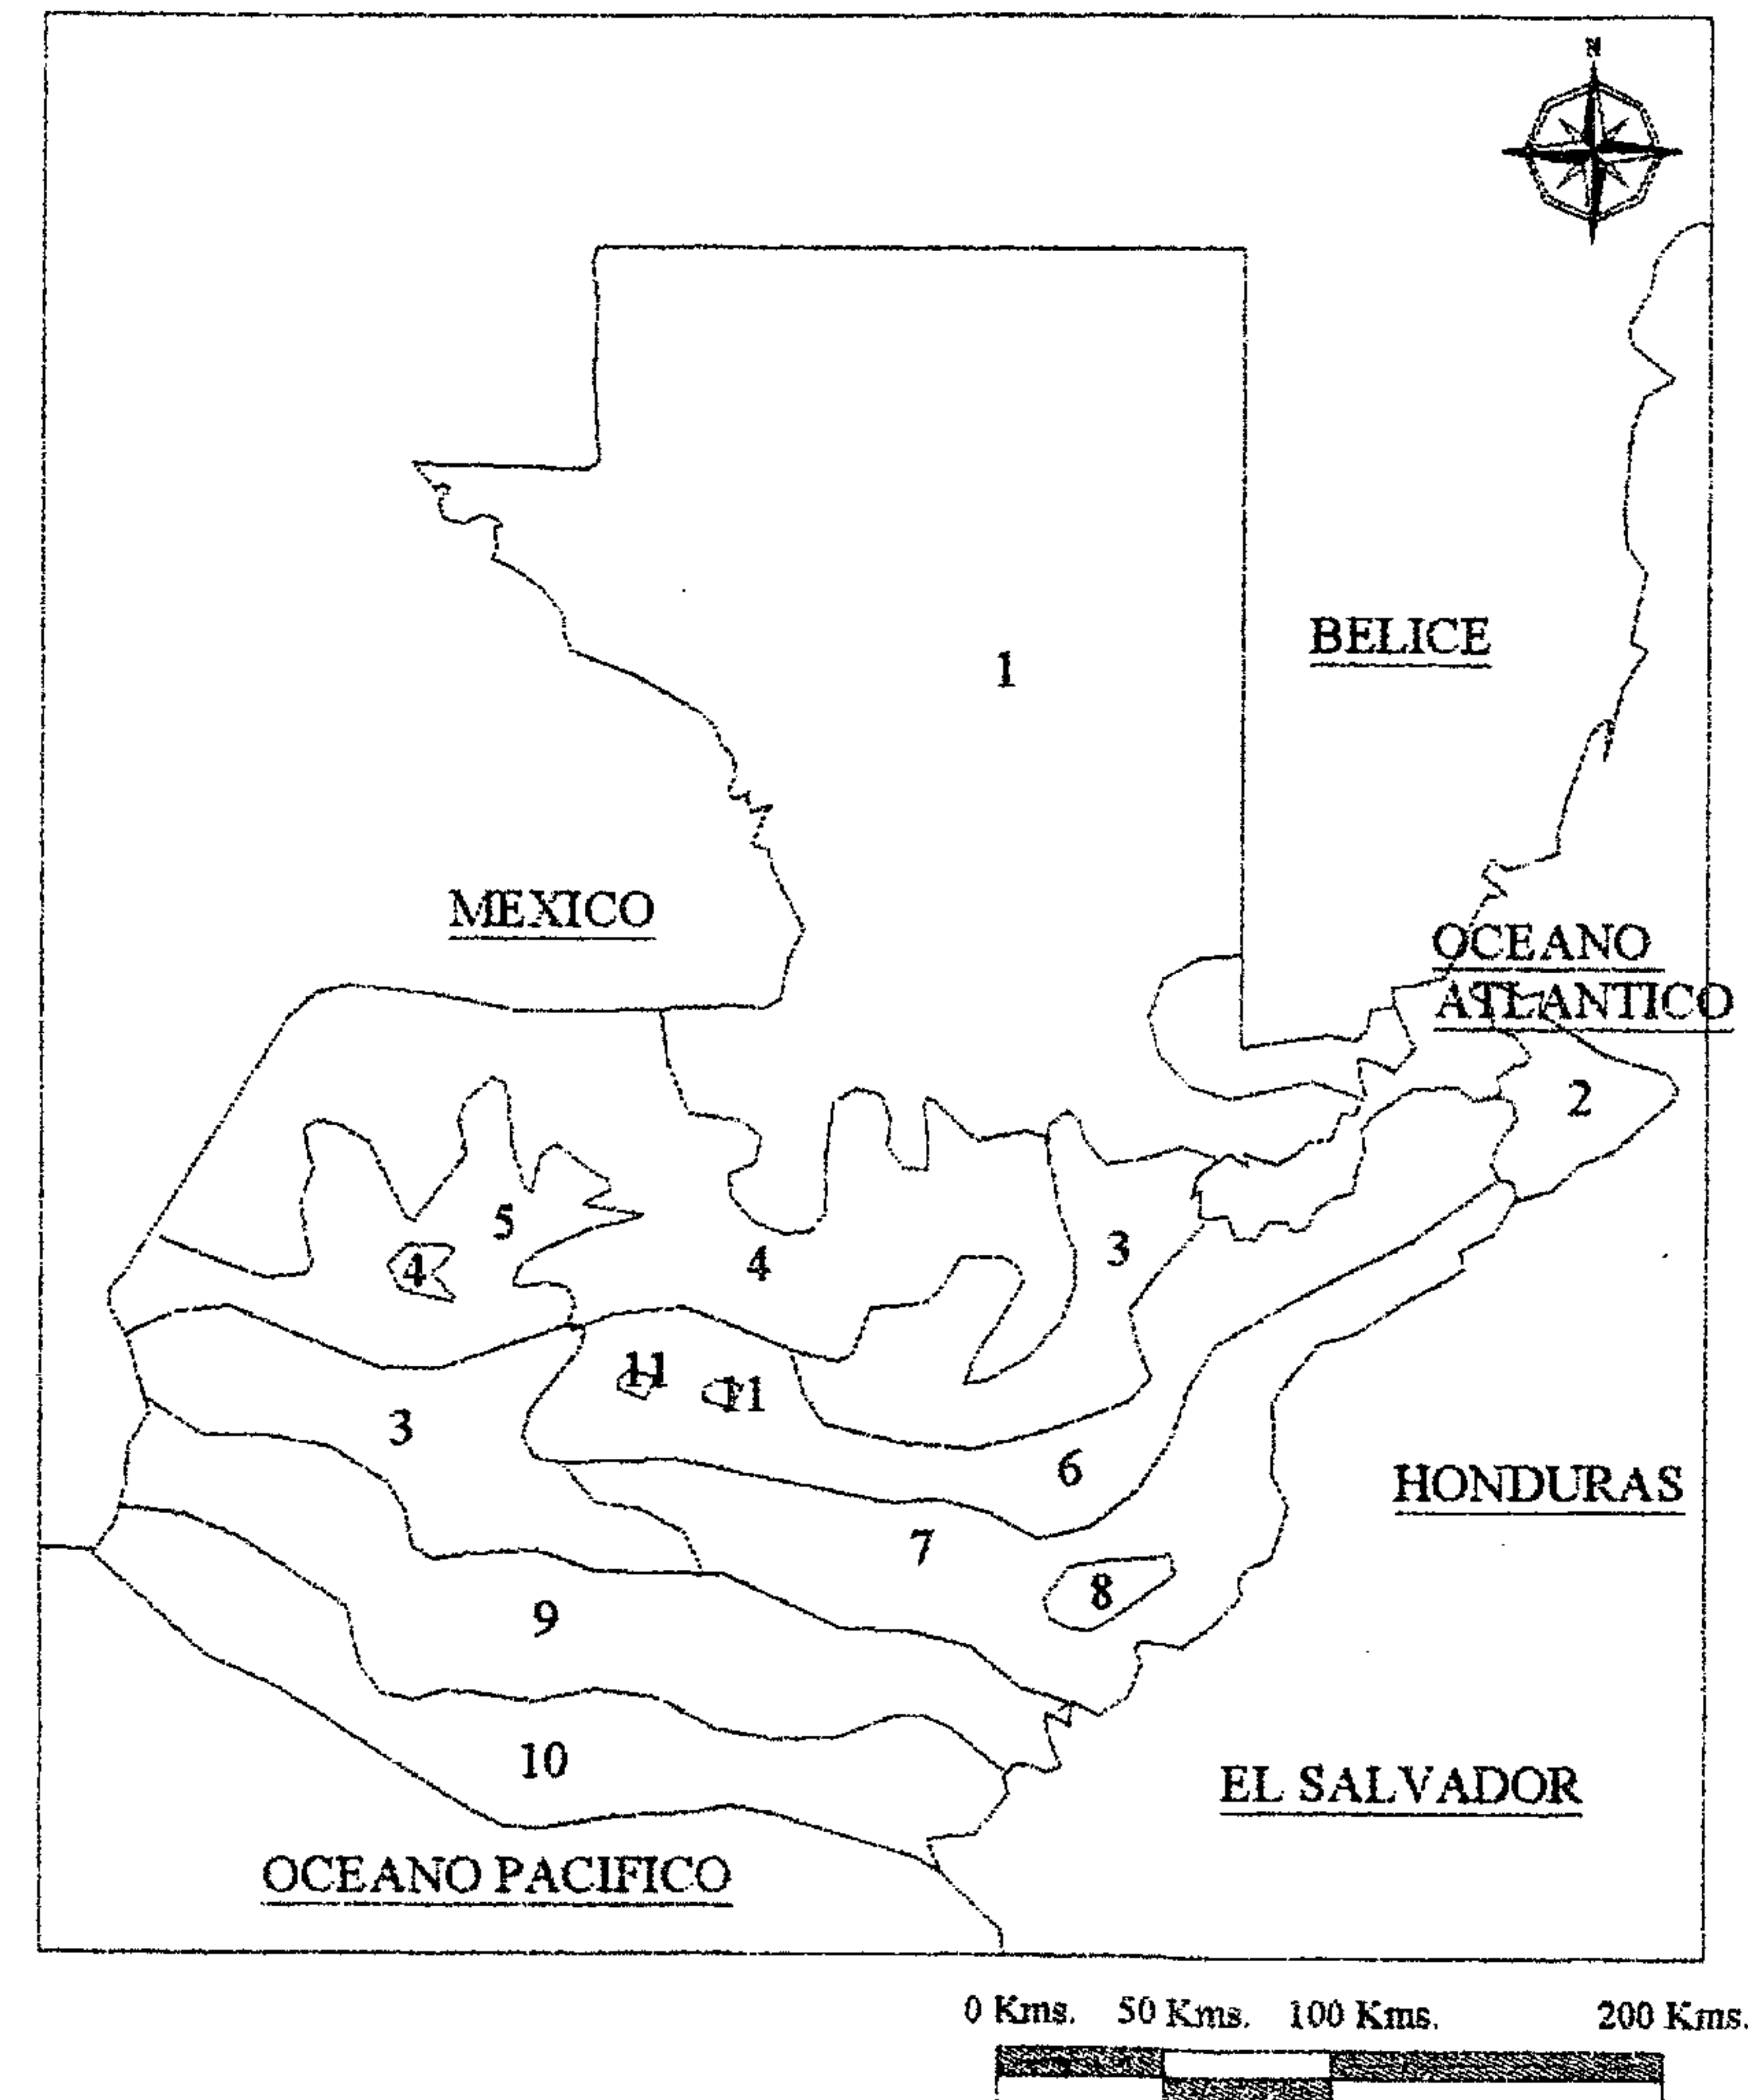 N
BELICE
1
MEXICO
OCEANO
ATLANTICO
2
5
4
4
3
11
11
3
6
HONDURAS
7
8
9
10
EL SALVADOR
OCEANO PACIFICO
0 Kms. 50 Kms. 100 Kms. 200 Kms.